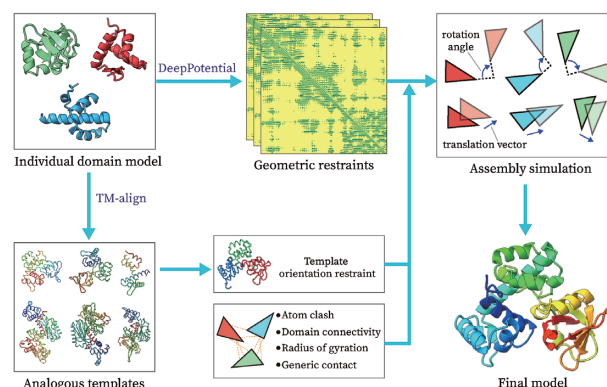 DeepPotential
rotation
angle
translation vector
Individual domain model
Geometric restraints
Assembly simulation
TM-align
Template
orientation restraint
•Atom clash
•Domain connectivity
•Radius of gyration
•Generic contact
Analogous templates
Final model